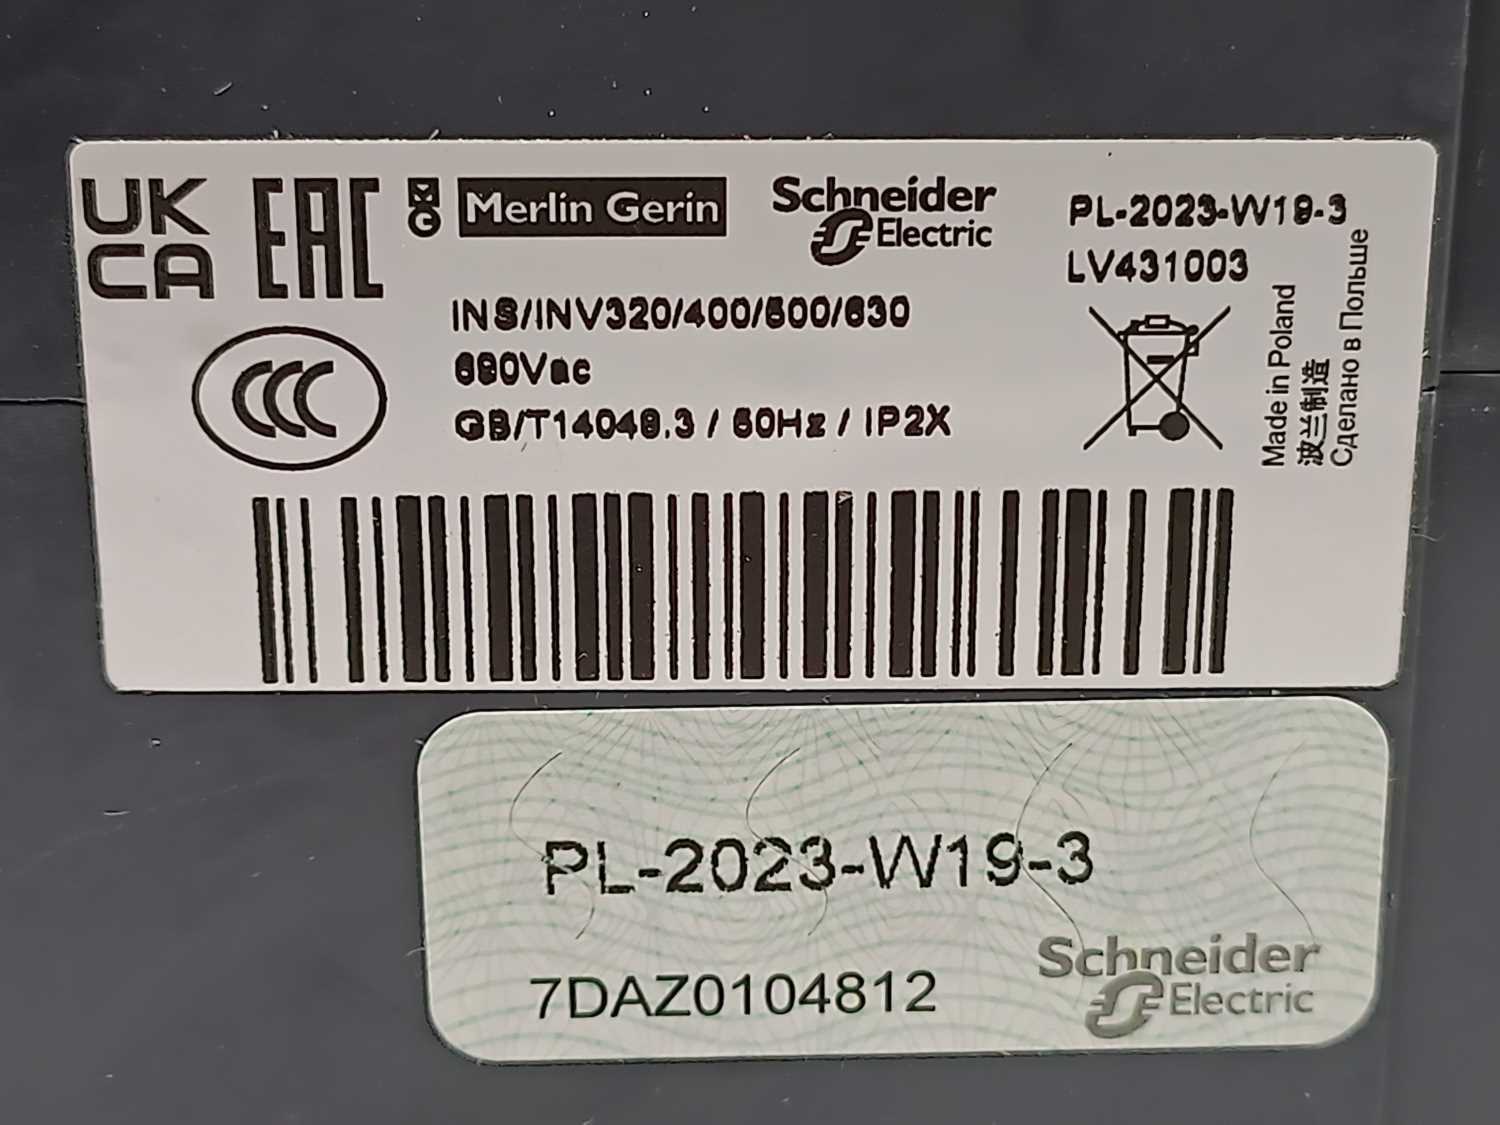 UK
CA
EAC
MG
Merlin Gerin
Schneider
Electric
PL-2023-W19-3
LV431003
INS/INV320/400/500/630
690Vac
GB/T14048.3 / 50Hz / IP2X
CCC
Made in Poland
波兰制造
Сделано в Польше
PL-2023-W19-3
7DAZ0104812
Schneider
Electric